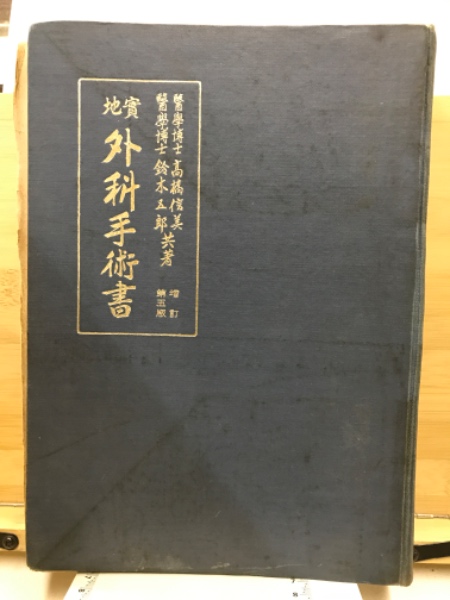 醫學博士 高橋信美
醫學博士 鈴木五郎 共著
增訂
第五版
實地
外科手術書